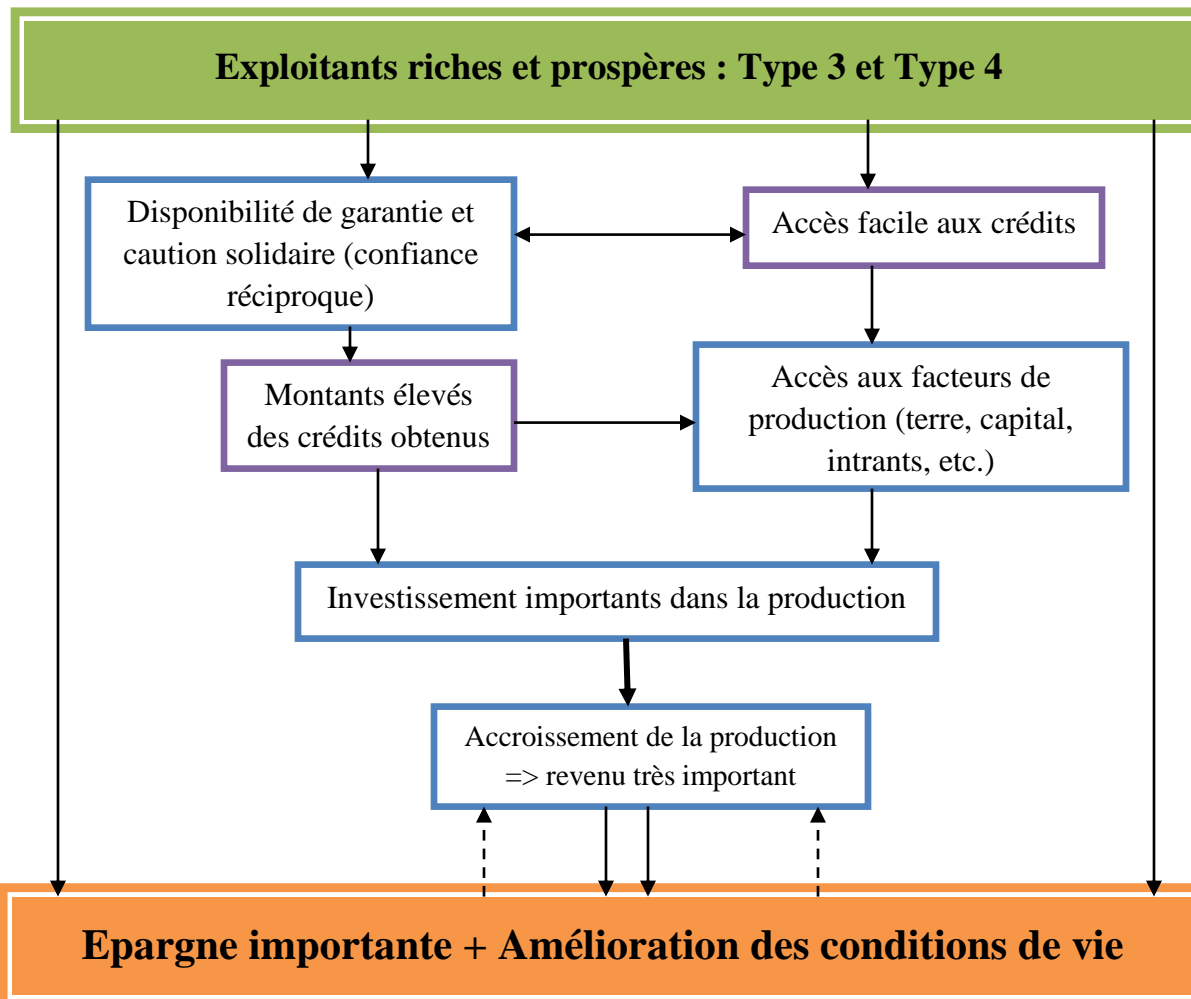 Exploitants riches et prospères : Type 3 et Type 4
Disponibilité de garantie et
caution solidaire (confiance
réciproque)
Accès facile aux crédits
Montants élevés
des crédits obtenus
Accès aux facteurs de
production (terre, capital,
intrants, etc.)
Investissement importants dans la production
Accroissement de la production
=> revenu très important
Epargne importante + Amélioration des conditions de vie